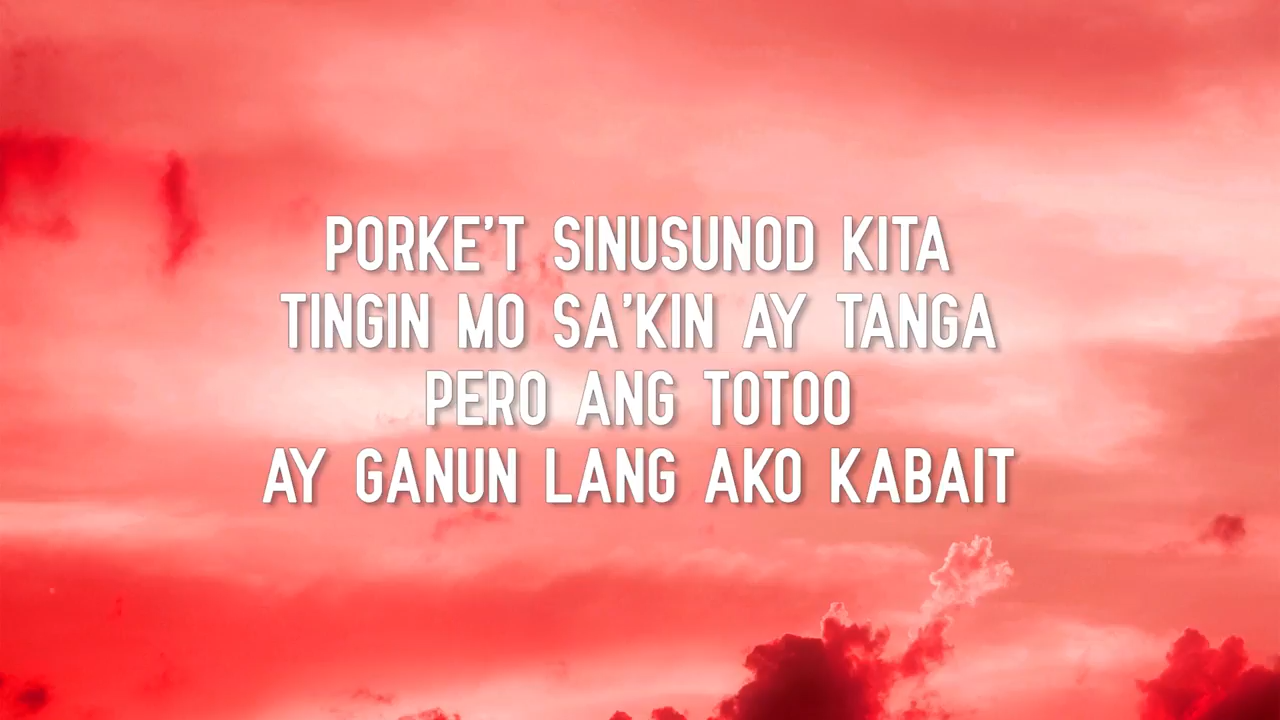 PORKE'T SINUSUNOD KITA
TINGIN MO SA'KIN AY TANGA
PERO ANG TOTOO
AY GANUN LANG AKO KABAIT